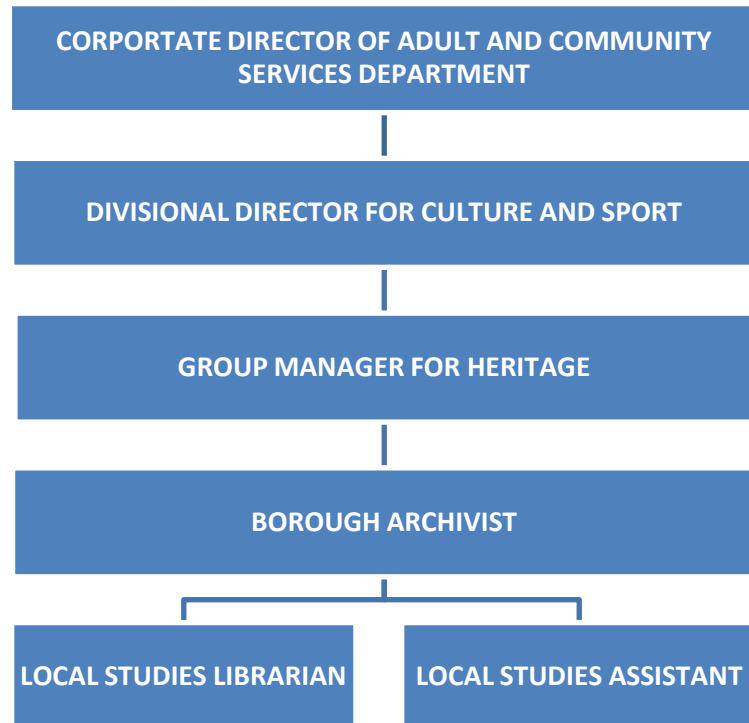 CORPORTATE DIRECTOR OF ADULT AND COMMUNITY
SERVICES DEPARTMENT
DIVISIONAL DIRECTOR FOR CULTURE AND SPORT
GROUP MANAGER FOR HERITAGE
BOROUGH ARCHIVIST
LOCAL STUDIES LIBRARIAN
LOCAL STUDIES ASSISTANT